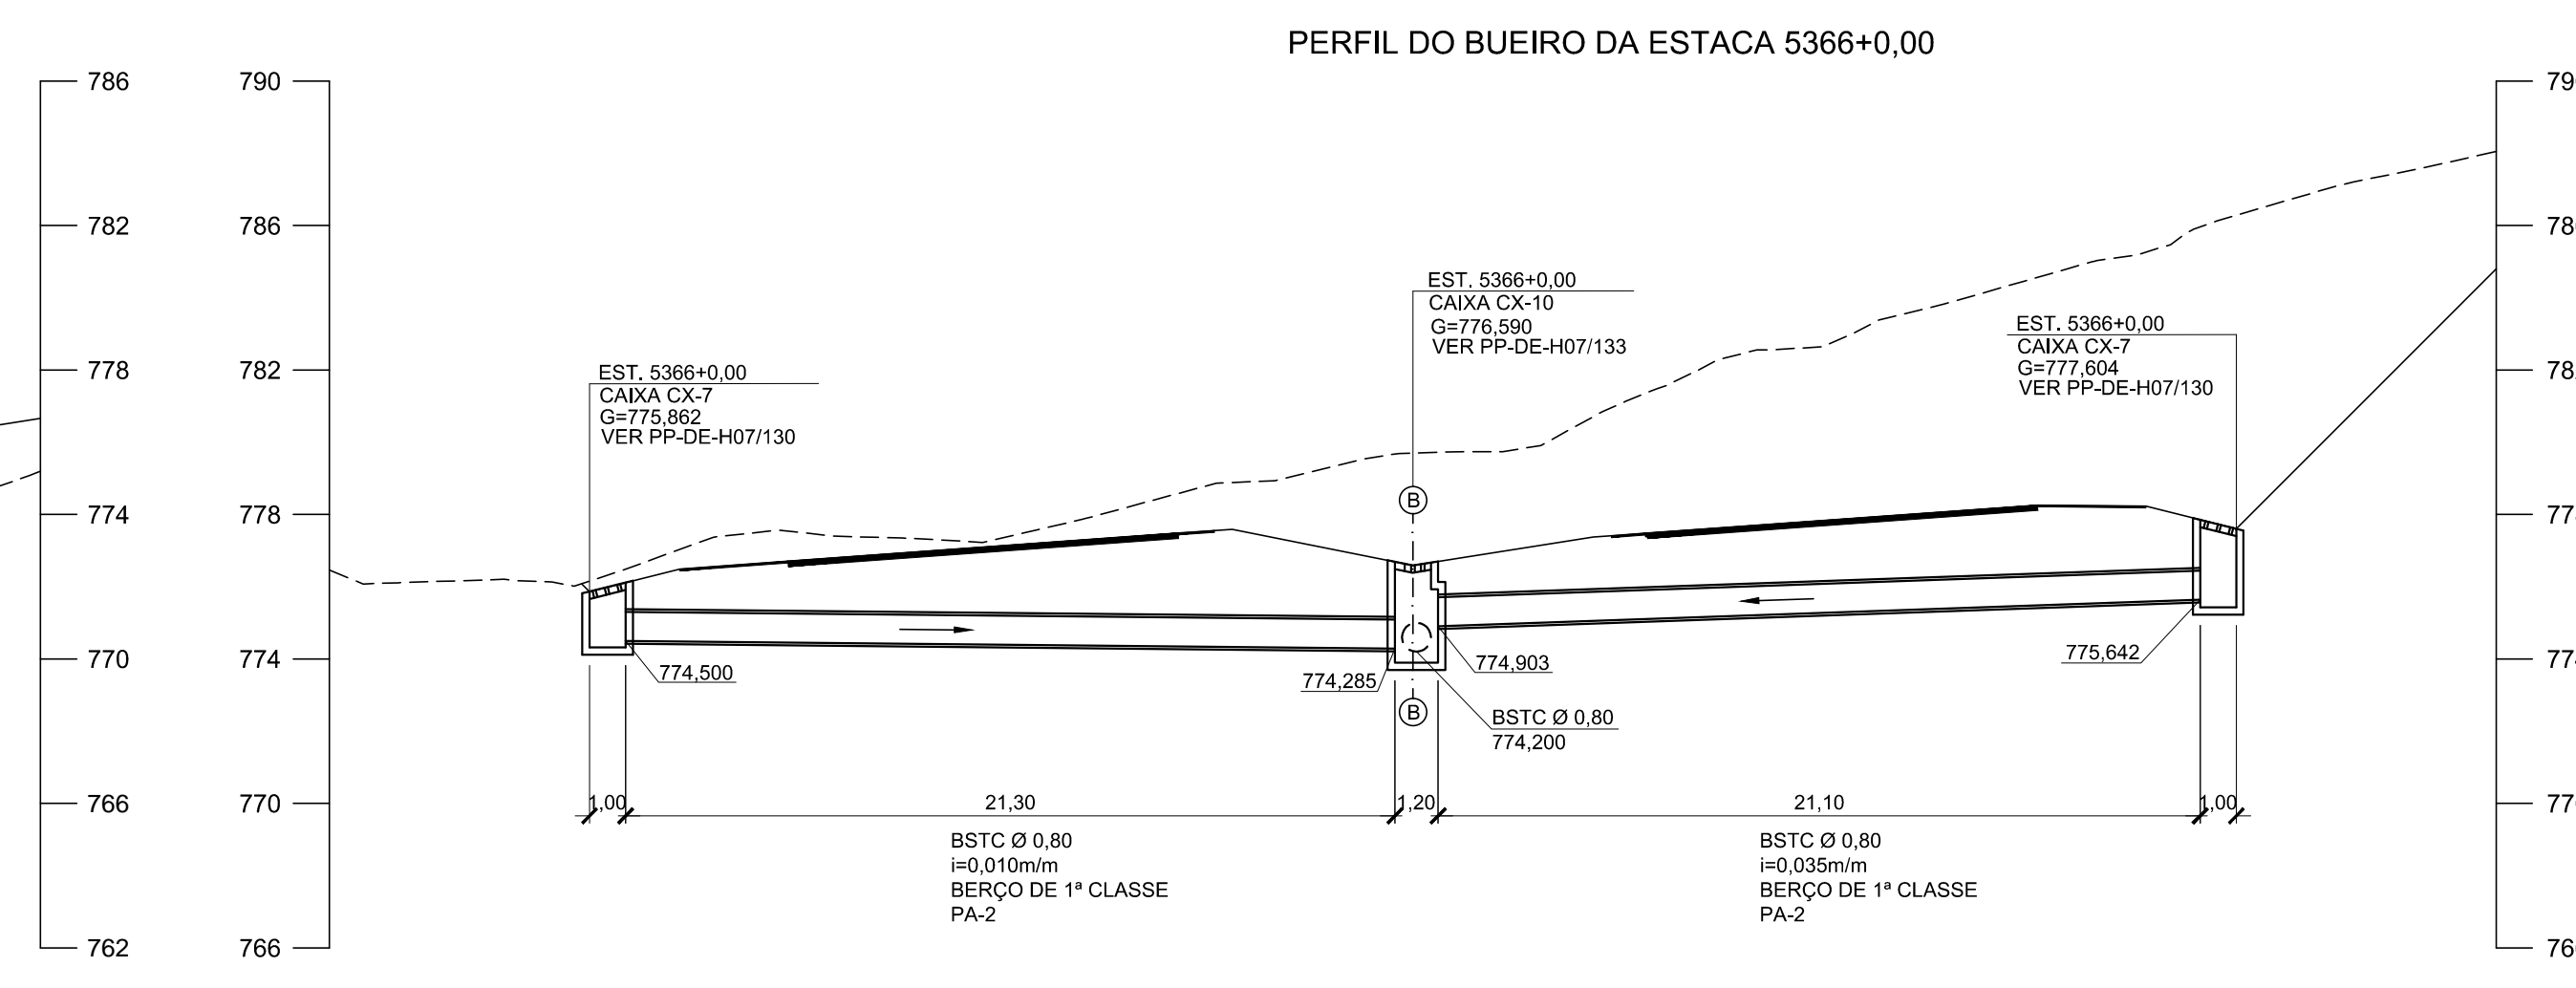 PERFIL DO BUEIRO DA ESTACA 5366+0,00
786
782
778
774
770
766
762
790
786
782
778
774
770
766
EST. 5366+0,00
CAIXA CX-7
G=775,862
VER PP-DE-H07/130
EST. 5366+0,00
CAIXA CX-10
G=776,590
VER PP-DE-H07/133
EST. 5366+0,00
CAIXA CX-7
G=777,604
VER PP-DE-H07/130
B
B
774,500
774,285
774,903
775,642
BSTC Ø 0,80
774,200
1,00
21,30
1,20
21,10
1,00
BSTC Ø 0,80
i=0,010m/m
BERÇO DE 1ª CLASSE
PA-2
BSTC Ø 0,80
i=0,035m/m
BERÇO DE 1ª CLASSE
PA-2